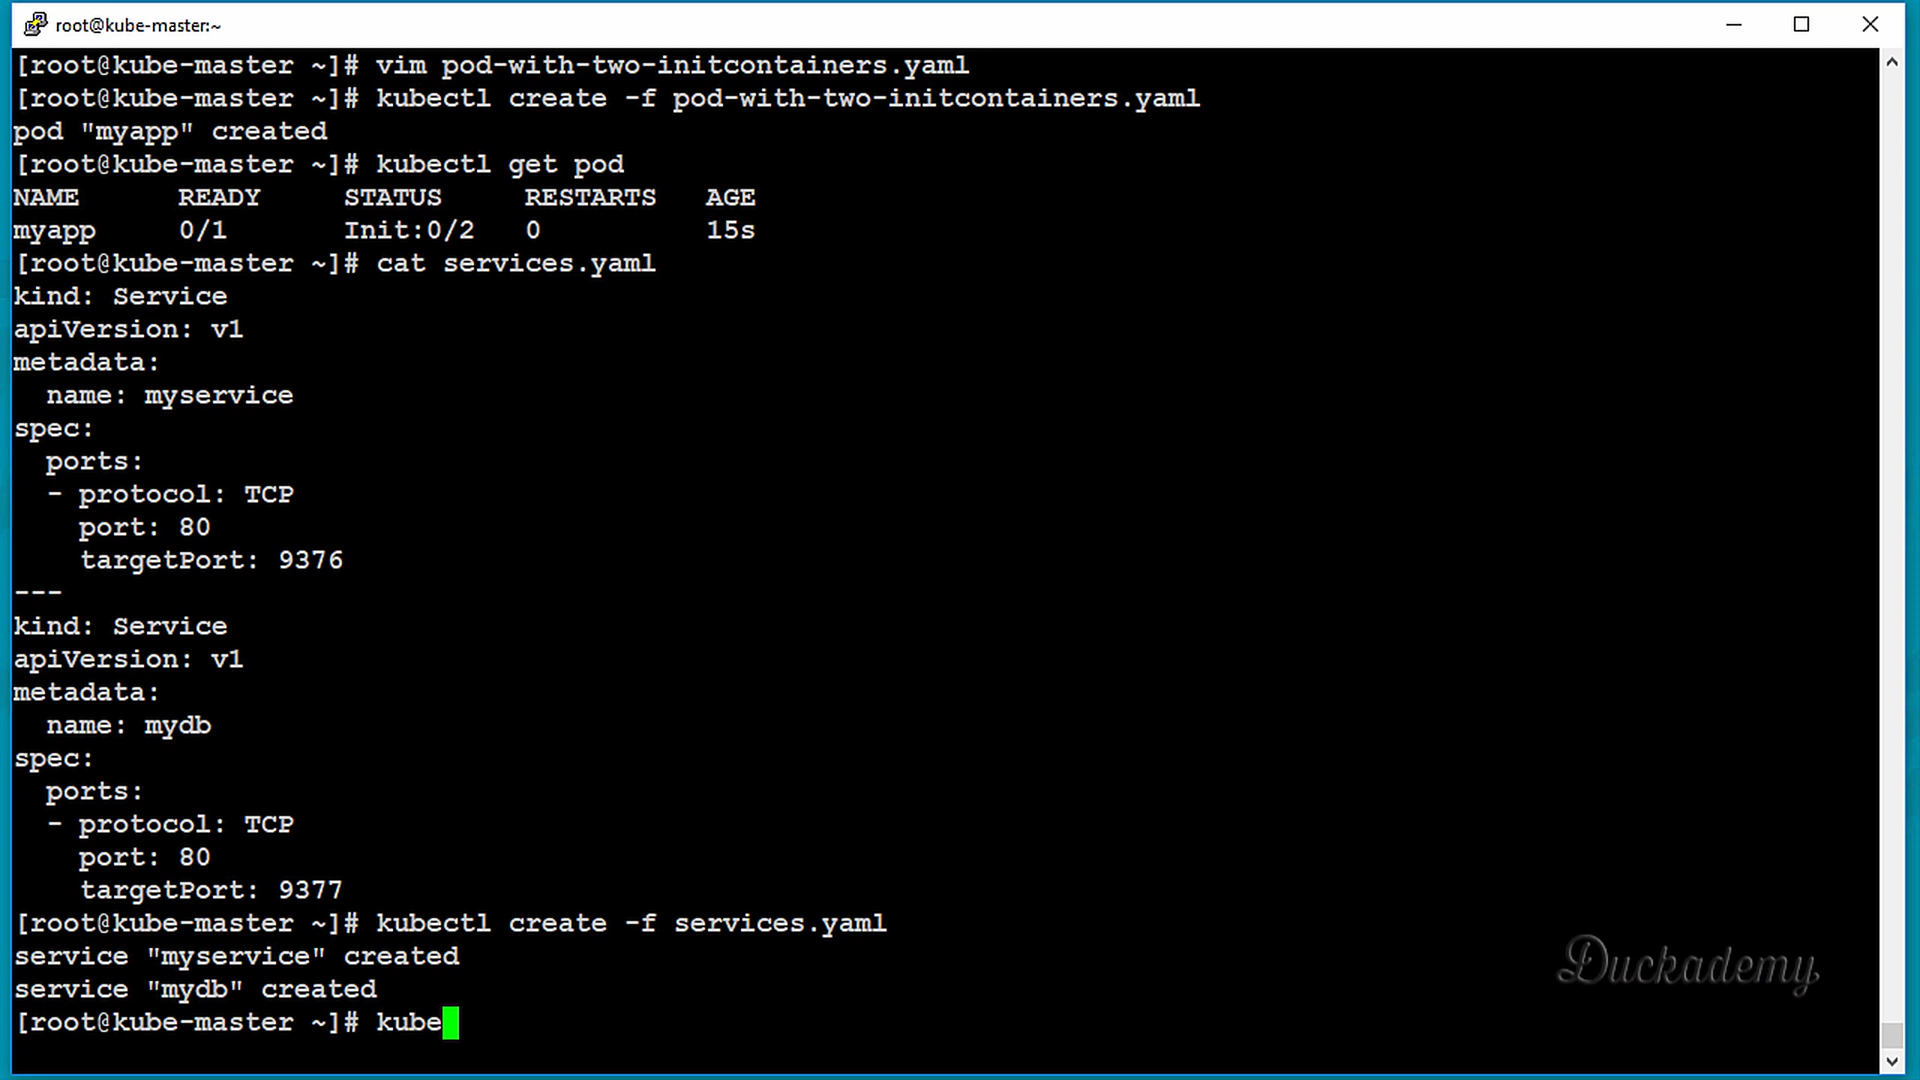 root@kube-master:~
[root@kube-master ~]# vim pod-with-two-initcontainers.yaml
[root@kube-master ~]# kubectl create -f pod-with-two-initcontainers.yaml
pod "myapp" created
[root@kube-master ~]# kubectl get pod
NAME      READY     STATUS     RESTARTS   AGE
myapp     0/1       Init:0/2   0          15s
[root@kube-master ~]# cat services.yaml
kind: Service
apiVersion: v1
metadata:
  name: myservice
spec:
  ports:
  - protocol: TCP
    port: 80
    targetPort: 9376
---
kind: Service
apiVersion: v1
metadata:
  name: mydb
spec:
  ports:
  - protocol: TCP
    port: 80
    targetPort: 9377
[root@kube-master ~]# kubectl create -f services.yaml
service "myservice" created
service "mydb" created
[root@kube-master ~]# kube
Duckademy